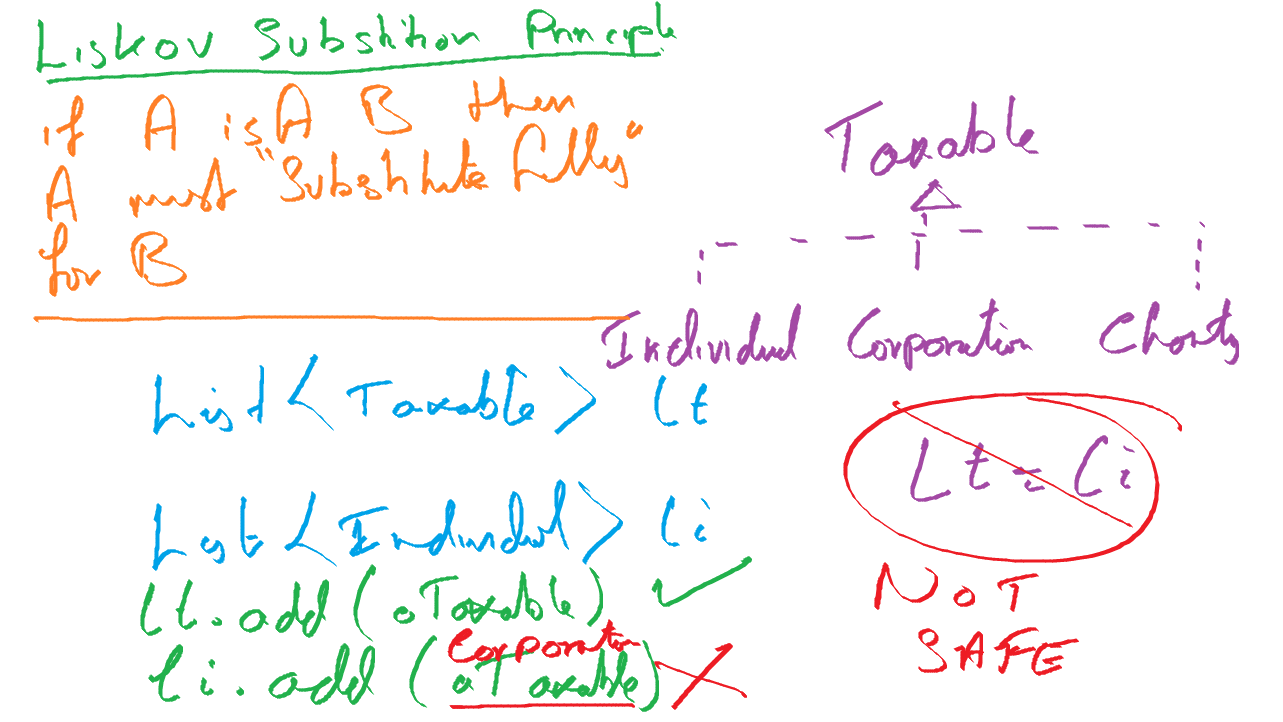 Liskov Substition Principle
if A isA B then
A must "Substitute fully"
for B
Taxable
Individual Corporation Charity
List<Taxable> lt
List<Individual> li
lt.add(aTaxable)
Corporation
li.add(aTaxable)
lt = li
NOT
SAFE